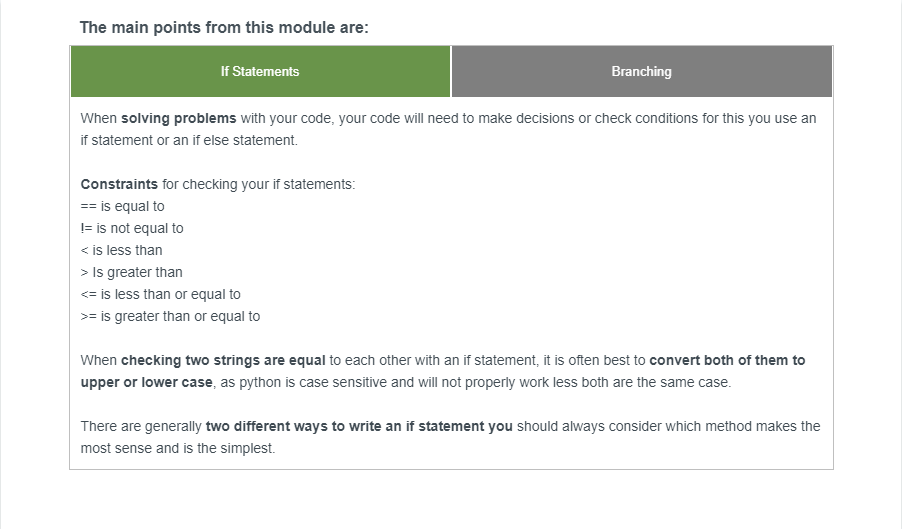 The main points from this module are:
If Statements
Branching
When solving problems with your code, your code will need to make decisions or check conditions for this you use an
if statement or an if else statement.
Constraints for checking your if statements:
== is equal to
!= is not equal to
< is less than
> Is greater than
<= is less than or equal to
>= is greater than or equal to
When checking two strings are equal to each other with an if statement, it is often best to convert both of them to
upper or lower case, as python is case sensitive and will not properly work less both are the same case.
There are generally two different ways to write an if statement you should always consider which method makes the
most sense and is the simplest.